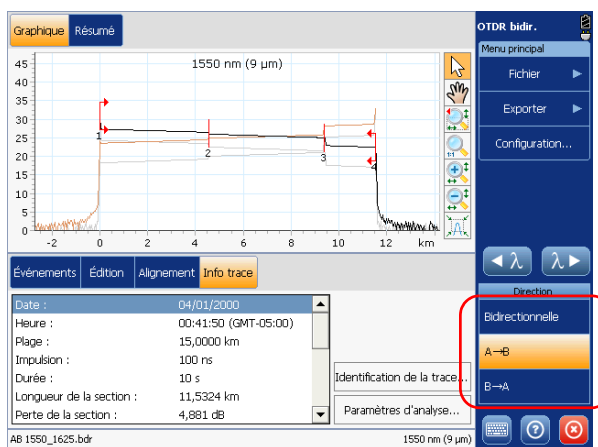 Graphique Résumé
OTDR bidir.
Menu principal
Fichier
Exporter
Configuration...
1550 nm (9 µm)
45
40
35
30
25
20
15
10
5
0
-2 0 2 4 6 8 10 12 km
1
2
3
4
1:1
λ λ
Événements Édition Alignement Info trace
Date : 04/01/2000
Heure : 00:41:50 (GMT-05:00)
Plage : 15,0000 km
Impulsion : 100 ns
Durée : 10 s
Longueur de la section : 11,5324 km
Perte de la section : 4,881 dB
Identification de la trace...
Paramètres d'analyse...
Direction
Bidirectionnelle
A→B
B→A
AB 1550_1625.bdr
1550 nm (9 µm)